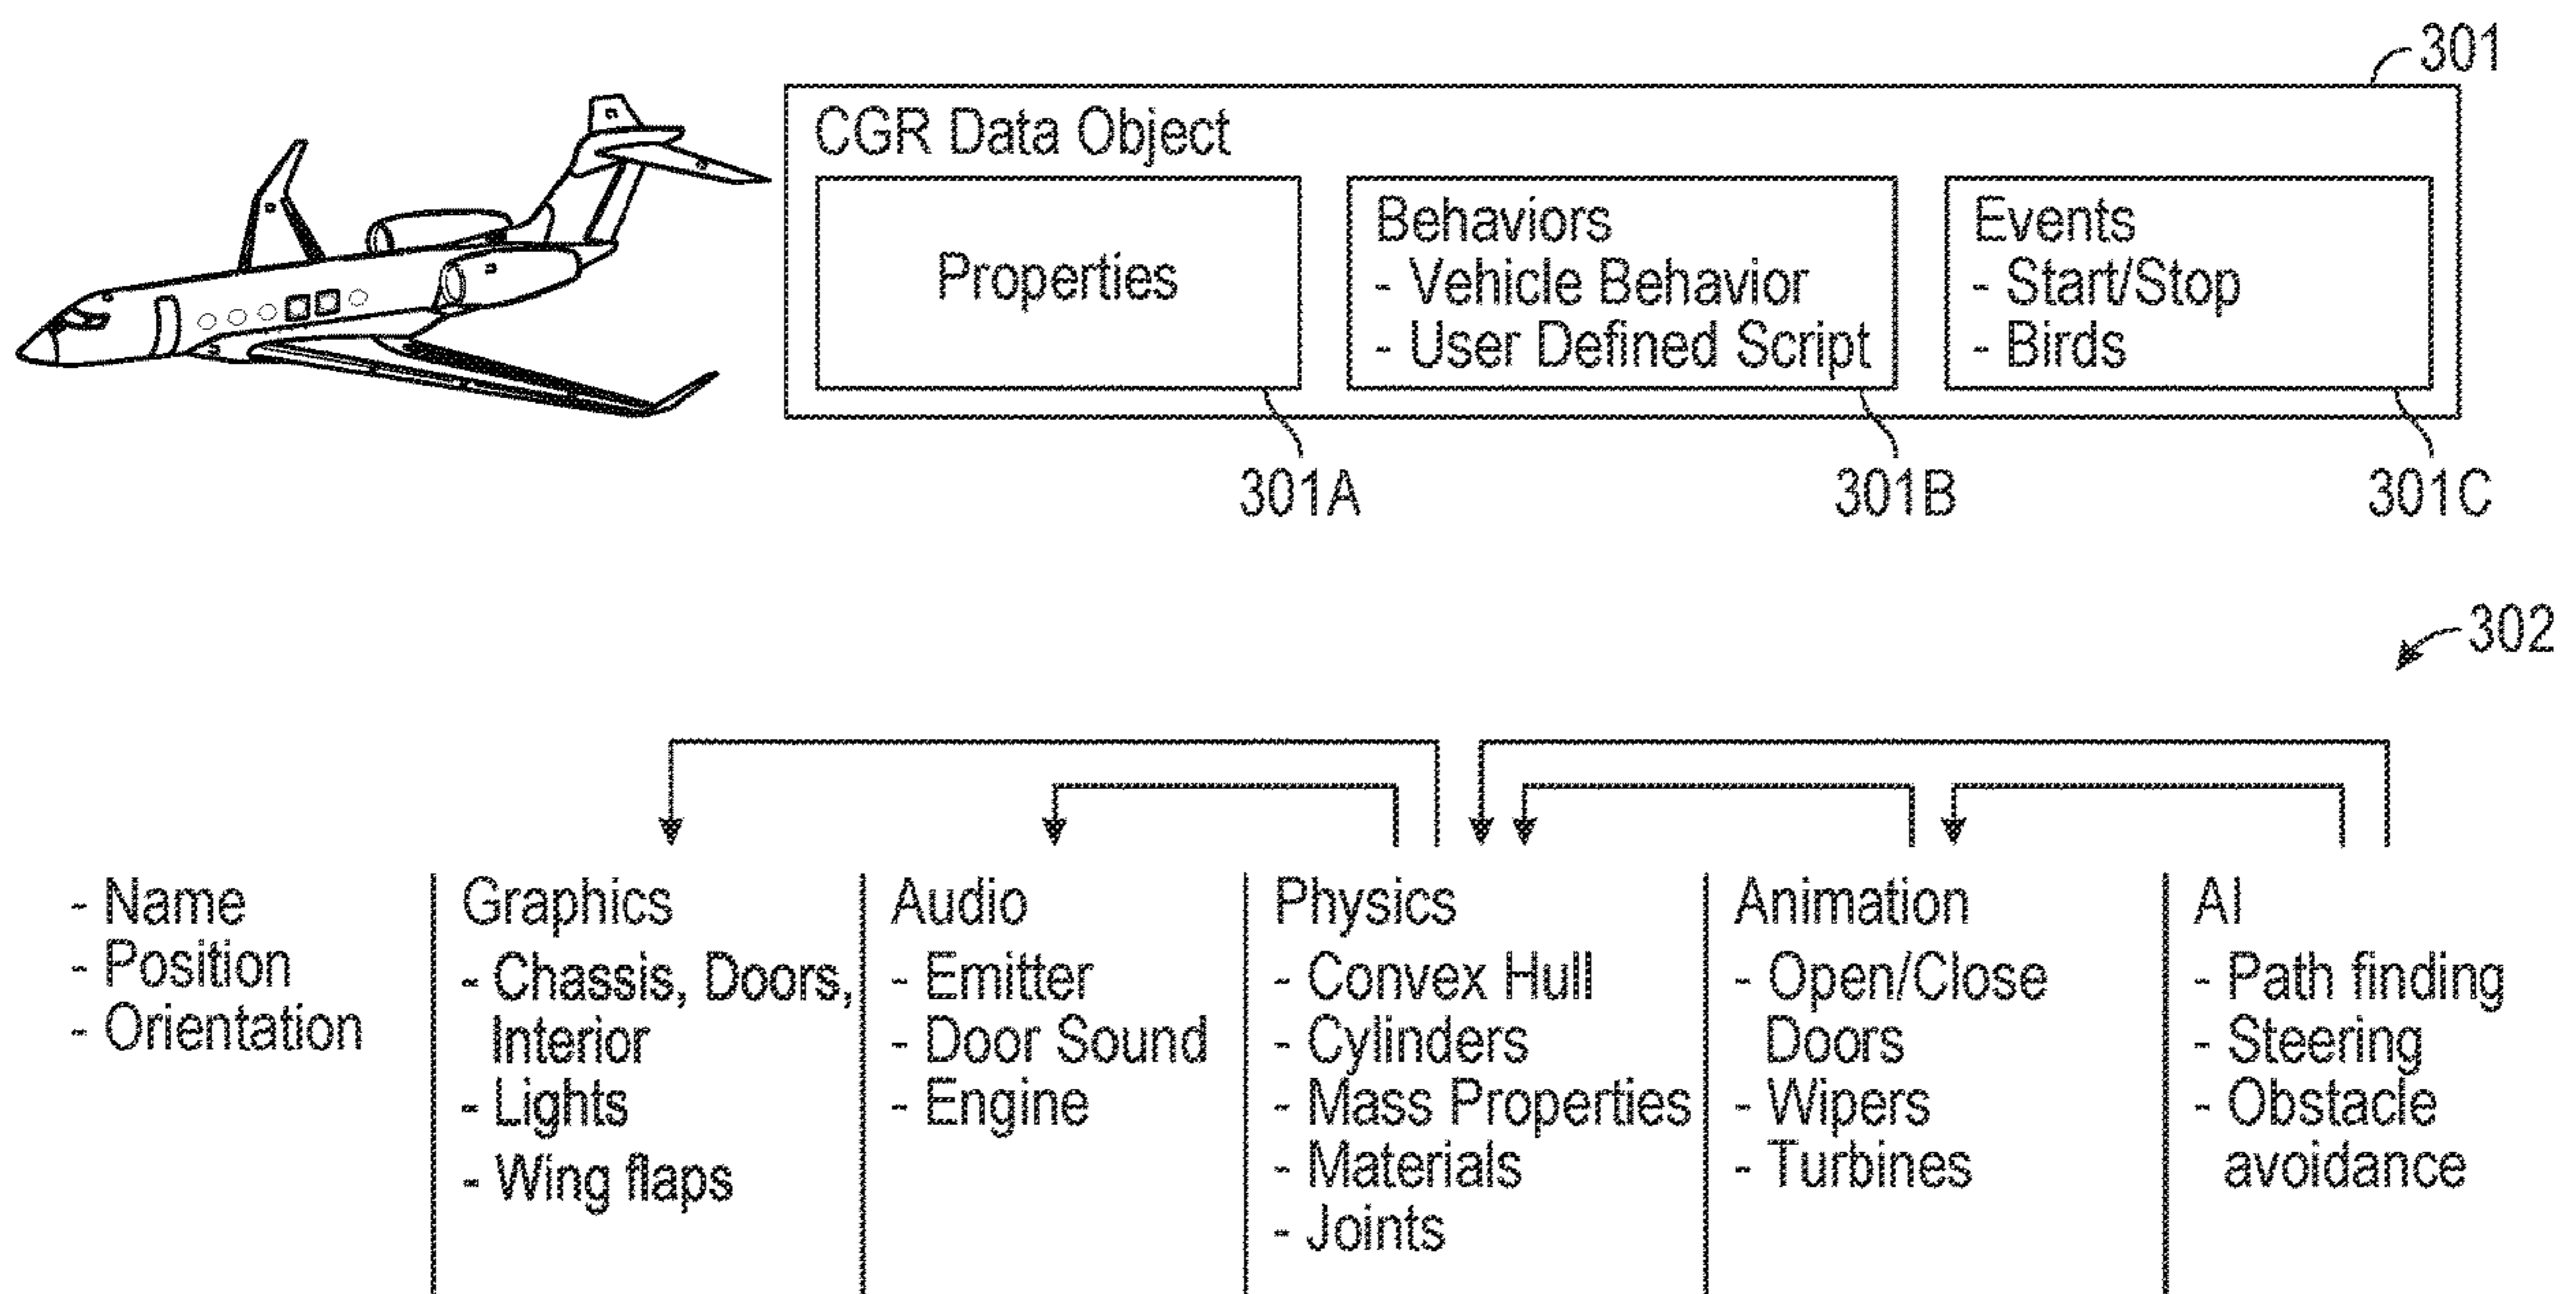 301
CGR Data Object
Properties
Behaviors
- Vehicle Behavior
- User Defined Script
Events
- Start/Stop
- Birds
301A
301B
301C
302
- Name
- Position
- Orientation
Graphics
- Chassis, Doors,
Interior
- Lights
- Wing flaps
Audio
- Emitter
- Door Sound
- Engine
Physics
- Convex Hull
- Cylinders
- Mass Properties
- Materials
- Joints
Animation
- Open/Close
Doors
- Wipers
- Turbines
AI
- Path finding
- Steering
- Obstacle
avoidance